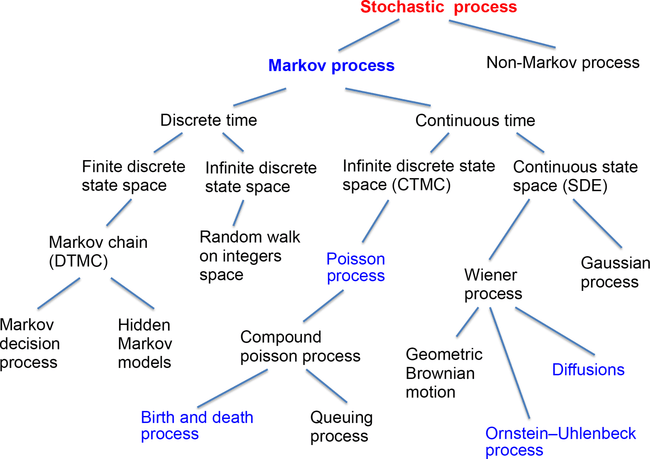 Stochastic process
Markov process
Non-Markov process
Discrete time
Continuous time
Finite discrete
state space
Infinite discrete
state space
Infinite discrete state
space (CTMC)
Continuous state
space (SDE)
Markov chain
(DTMC)
Random walk
on integers
space
Poisson
process
Wiener
process
Gaussian
process
Markov
decision
process
Hidden
Markov
models
Compound
poisson process
Geometric
Brownian
motion
Diffusions
Birth and death
process
Queuing
process
Ornstein–Uhlenbeck
process